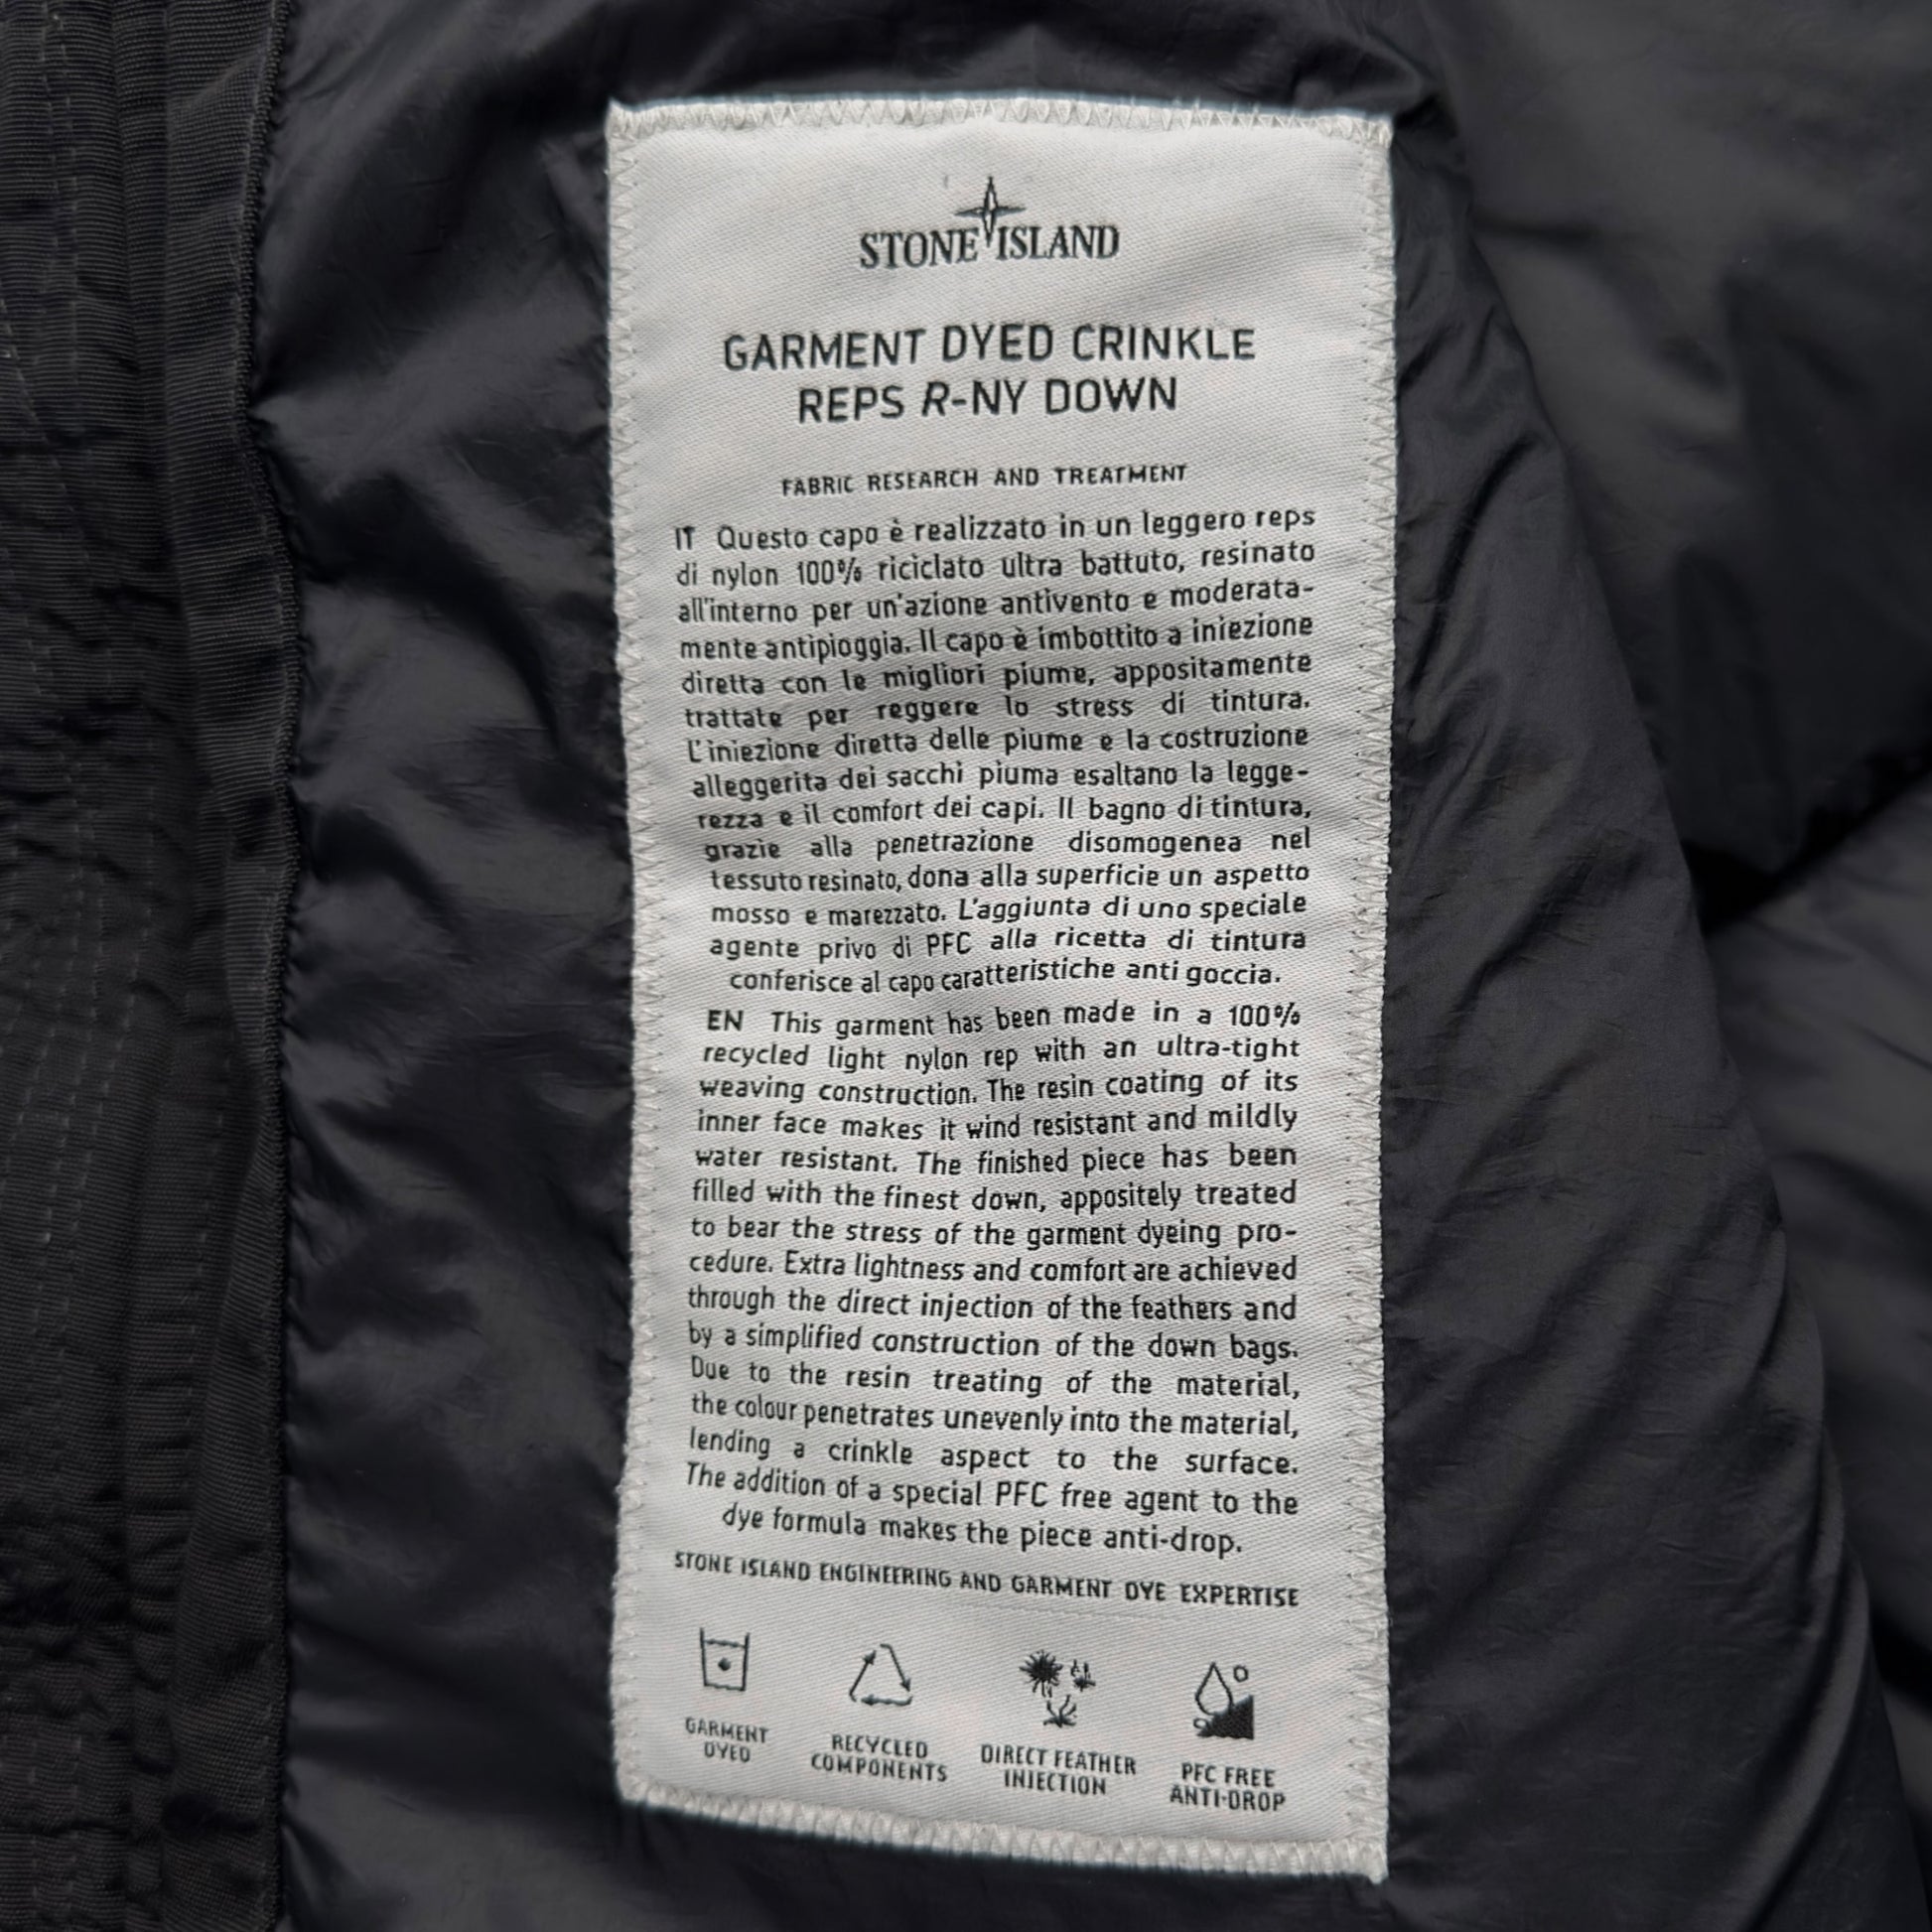 STONE ISLAND
GARMENT DYED CRINKLE
REPS R-NY DOWN
FABRIC RESEARCH AND TREATMENT
IT Questo capo è realizzato in un leggero reps
di nylon 100% riciclato ultra battuto, resinato
all'interno per un'azione antivento e moderata-
mente antipioggia. Il capo è imbottito a iniezione
diretta con le migliori piume, appositamente
trattate per reggere lo stress di tintura.
L'iniezione diretta delle piume e la costruzione
alleggerita dei sacchi piuma esaltano la legge-
rezza e il comfort dei capi. Il bagno di tintura,
grazie alla penetrazione disomogenea nel
tessuto resinato, dona alla superficie un aspetto
mosso e marezzato. L'aggiunta di uno speciale
agente privo di PFC alla ricetta di tintura
conferisce al capo caratteristiche anti goccia.
EN This garment has been made in a 100%
recycled light nylon rep with an ultra-tight
weaving construction. The resin coating of its
inner face makes it wind resistant and mildly
water resistant. The finished piece has been
filled with the finest down, appositely treated
to bear the stress of the garment dyeing pro-
cedure. Extra lightness and comfort are achieved
through the direct injection of the feathers and
by a simplified construction of the down bags.
Due to the resin treating of the material,
the colour penetrates unevenly into the material,
lending a crinkle aspect to the surface.
The addition of a special PFC free agent to the
dye formula makes the piece anti-drop.
STONE ISLAND ENGINEERING AND GARMENT DYE EXPERTISE
GARMENT
DYED
RECYCLED
COMPONENTS
DIRECT FEATHER
INJECTION
PFC FREE
ANTI-DROP